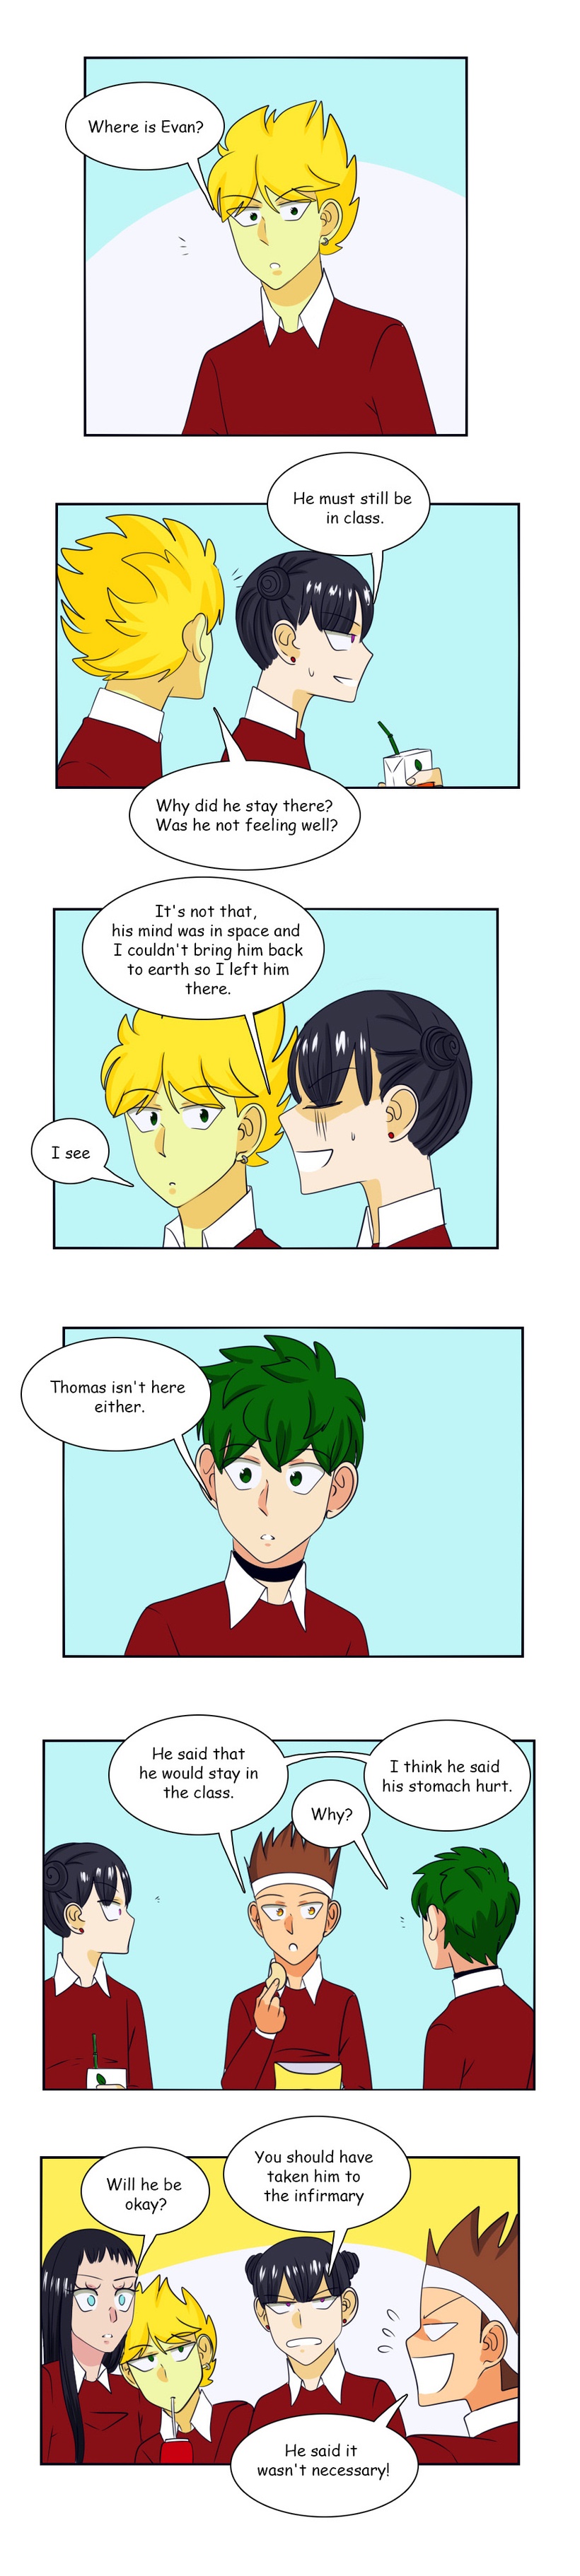 Where is Evan?
He must still be
in class.
Why did he stay there?
Was he not feeling well?
It's not that,
his mind was in space and
I couldn't bring him back
to earth so I left him
there.
I see
Thomas isn't here
either.
He said that
he would stay in
the class.
Why?
I think he said
his stomach hurt.
Will he be
okay?
You should have
taken him to
the infirmary
He said it
wasn't necessary!